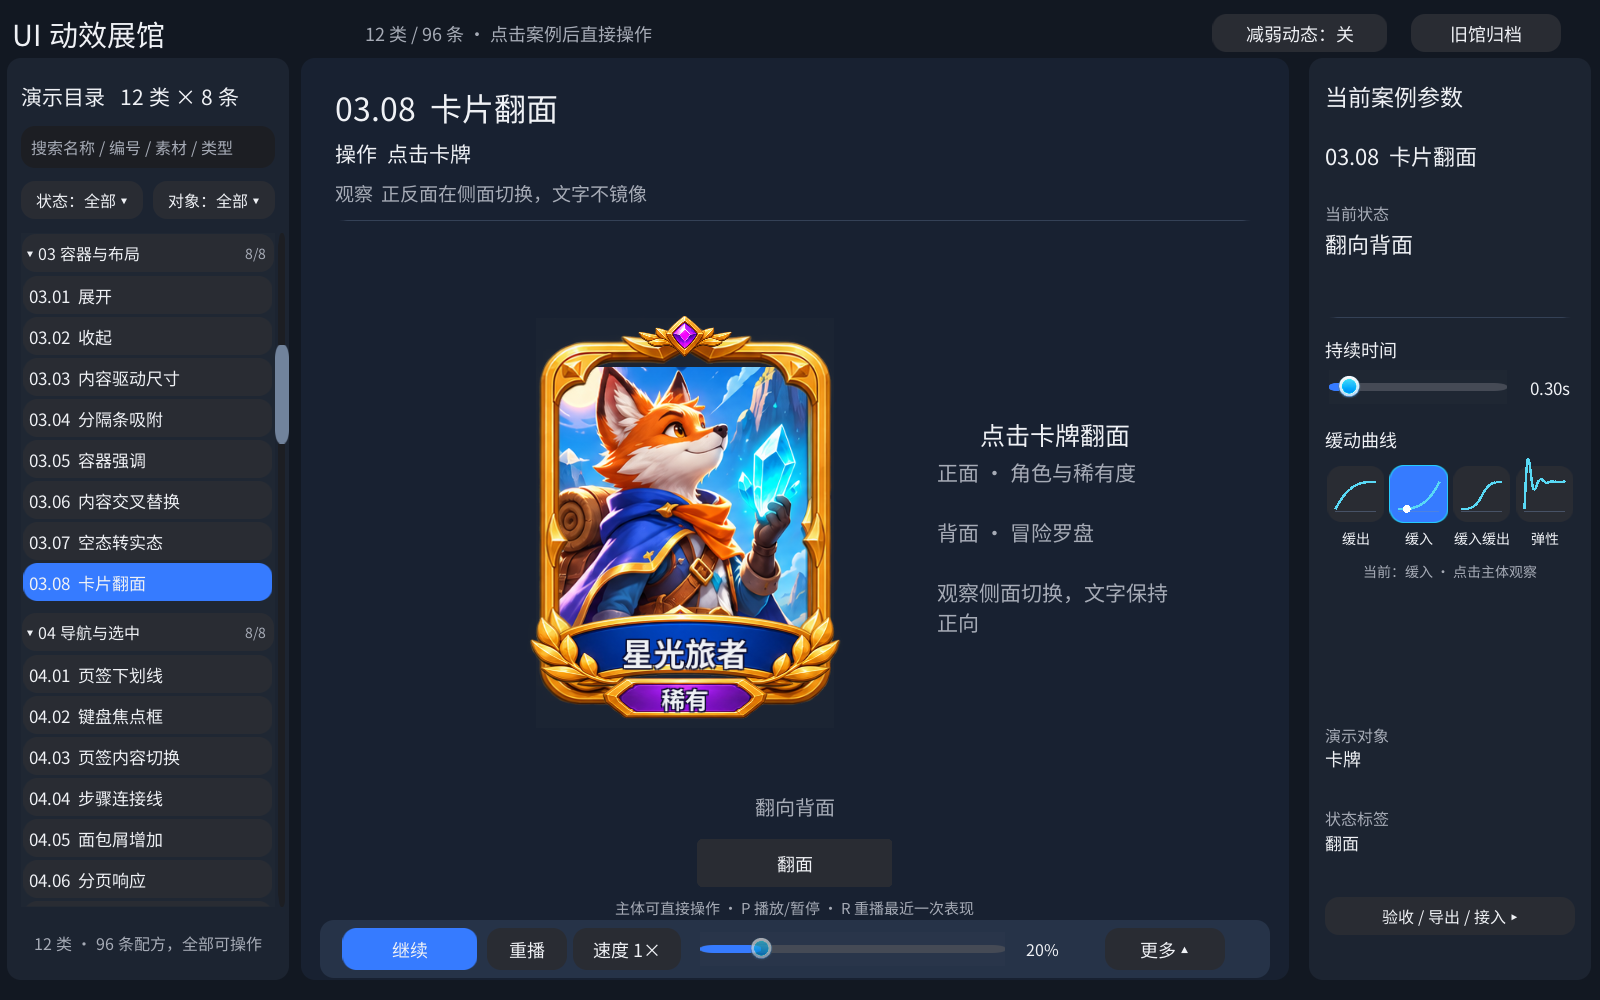 UI 动效展馆
12 类 / 96 条 · 点击案例后直接操作
减弱动态：关
旧馆归档
演示目录 12 类 × 8 条
搜索名称 / 编号 / 素材 / 类型
状态：全部 ▾
对象：全部 ▾
▾ 03 容器与布局 8/8
03.01 展开
03.02 收起
03.03 内容驱动尺寸
03.04 分隔条吸附
03.05 容器强调
03.06 内容交叉替换
03.07 空态转实态
03.08 卡片翻面
▾ 04 导航与选中 8/8
04.01 页签下划线
04.02 键盘焦点框
04.03 页签内容切换
04.04 步骤连接线
04.05 面包屑增加
04.06 分页响应
12 类 · 96 条配方，全部可操作
03.08 卡片翻面
操作 点击卡牌
观察 正反面在侧面切换，文字不镜像
星光旅者
稀有
点击卡牌翻面
正面 · 角色与稀有度
背面 · 冒险罗盘
观察侧面切换，文字保持
正向
翻向背面
翻面
主体可直接操作 · P 播放/暂停 · R 重播最近一次表现
继续
重播
速度 1×
20%
更多 ▴
当前案例参数
03.08 卡片翻面
当前状态
翻向背面
持续时间
0.30s
缓动曲线
缓出
缓入
缓入缓出
弹性
当前：缓入 · 点击主体观察
演示对象
卡牌
状态标签
翻面
验收 / 导出 / 接入 ▸